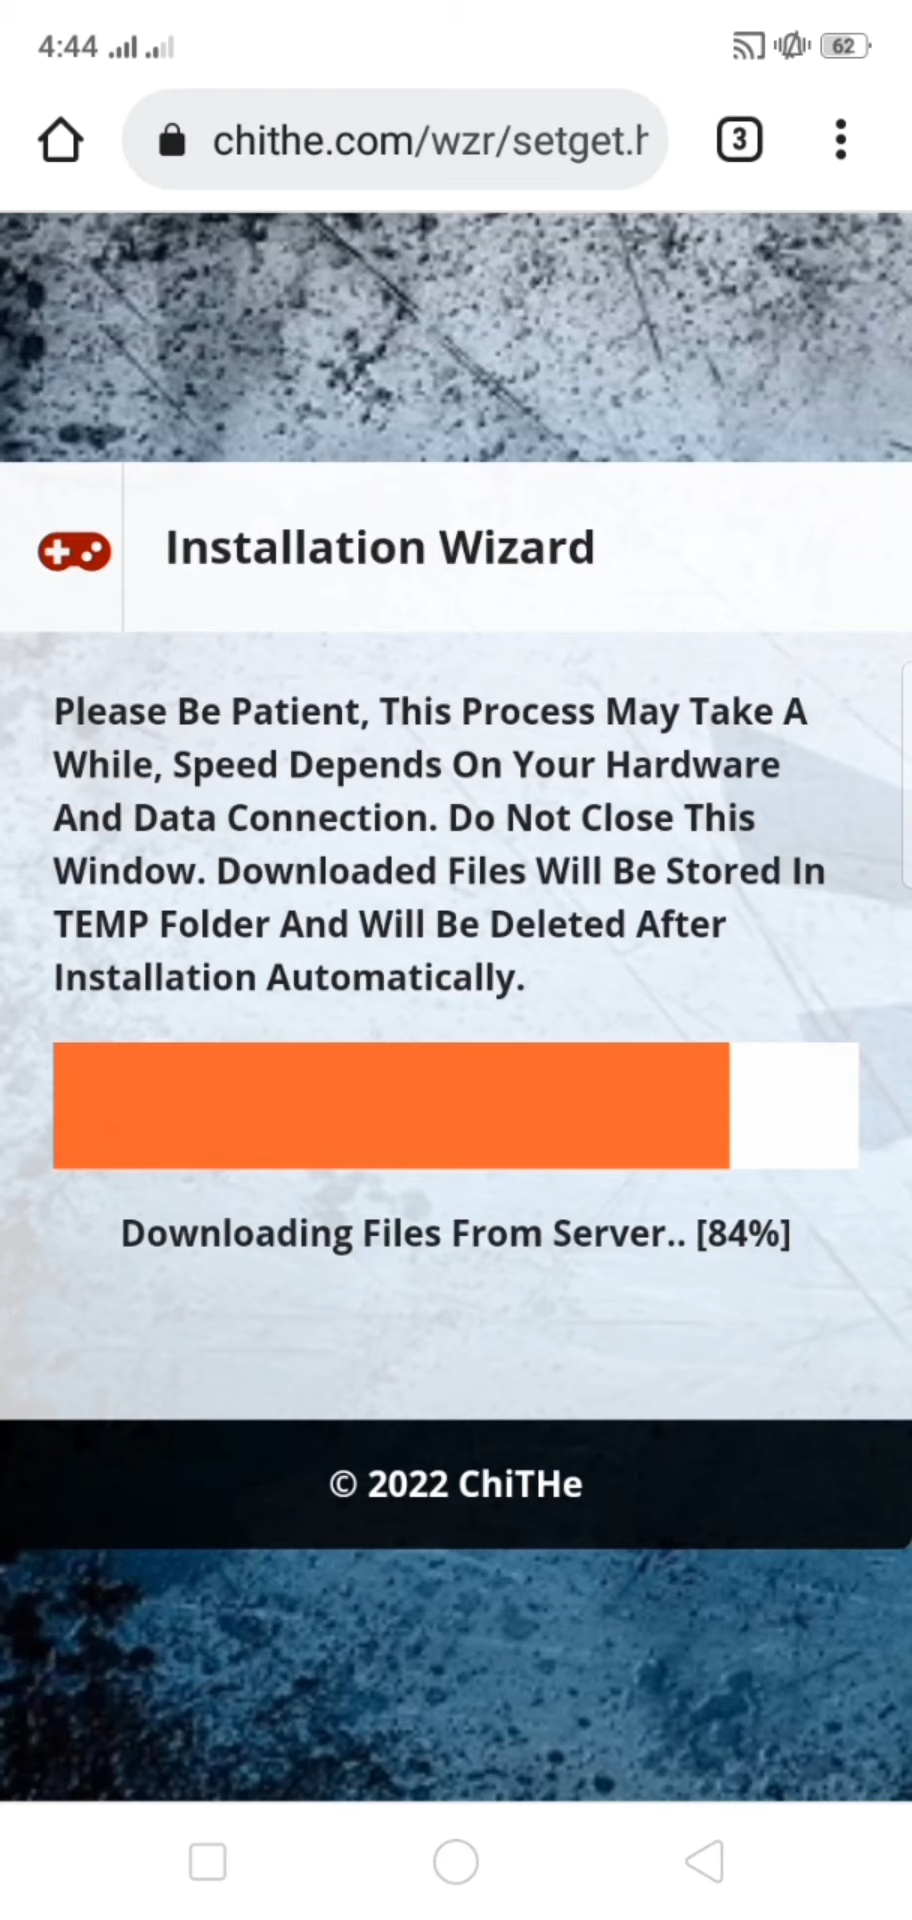 4:44
62
chithe.com/wzr/setget.h
3
Installation Wizard
Please Be Patient, This Process May Take A
While, Speed Depends On Your Hardware
And Data Connection. Do Not Close This
Window. Downloaded Files Will Be Stored In
TEMP Folder And Will Be Deleted After
Installation Automatically.
Downloading Files From Server.. [84%]
© 2022 ChiTHe